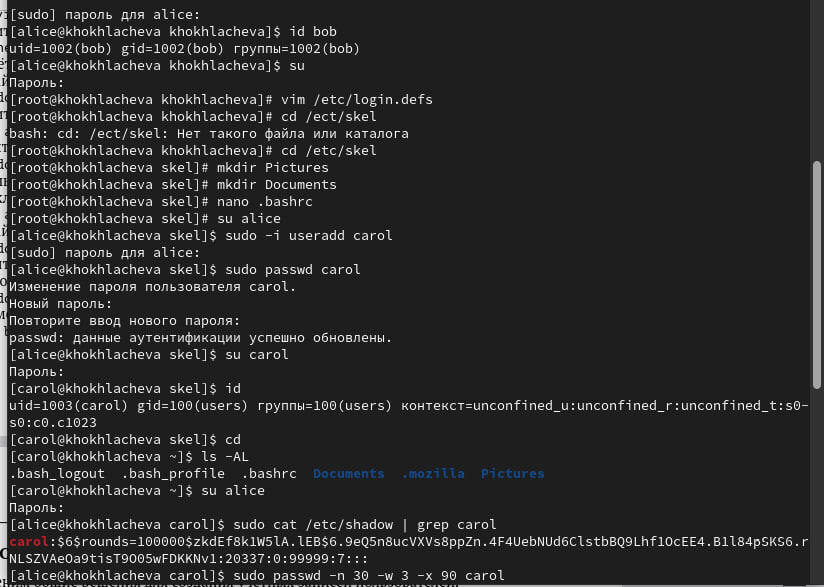 [sudo] пароль для alice:
[alice@khokhlacheva khokhlacheva]$ id bob
uid=1002(bob) gid=1002(bob) группы=1002(bob)
[alice@khokhlacheva khokhlacheva]$ su
Пароль:
[root@khokhlacheva khokhlacheva]# vim /etc/login.defs
[root@khokhlacheva khokhlacheva]# cd /ect/skel
bash: cd: /ect/skel: Нет такого файла или каталога
[root@khokhlacheva khokhlacheva]# cd /etc/skel
[root@khokhlacheva skel]# mkdir Pictures
[root@khokhlacheva skel]# mkdir Documents
[root@khokhlacheva skel]# nano .bashrc
[root@khokhlacheva skel]# su alice
[alice@khokhlacheva skel]$ sudo -i useradd carol
[sudo] пароль для alice:
[alice@khokhlacheva skel]$ sudo passwd carol
Изменение пароля пользователя carol.
Новый пароль:
Повторите ввод нового пароля:
passwd: данные аутентификации успешно обновлены.
[alice@khokhlacheva skel]$ su carol
Пароль:
[carol@khokhlacheva skel]$ id
uid=1003(carol) gid=100(users) группы=100(users) контекст=unconfined_u:unconfined_r:unconfined_t:s0-
s0:c0.c1023
[carol@khokhlacheva skel]$ cd
[carol@khokhlacheva ~]$ ls -AL
.bash_logout .bash_profile .bashrc Documents .mozilla Pictures
[carol@khokhlacheva ~]$ su alice
Пароль:
[alice@khokhlacheva carol]$ sudo cat /etc/shadow | grep carol
carol:$6$rounds=100000$zkdEf8k1W5lA.lEB$6.9eQ5n8ucVXVs8ppZn.4F4UebNUd6ClstbBQ9Lhf1OcEE4.B1l84pSKS6.r
NLSZVAeOa9tisT9O05wFDKKNv1:20337:0:99999:7:::
[alice@khokhlacheva carol]$ sudo passwd -n 30 -w 3 -x 90 carol